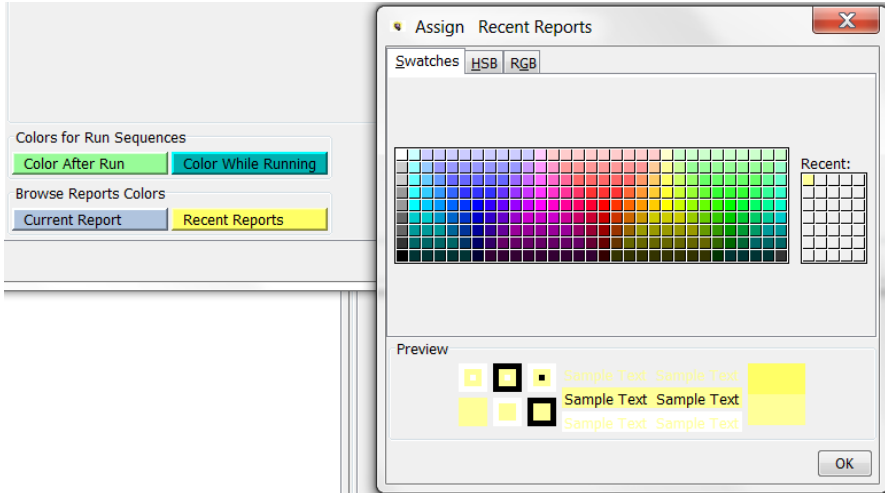 Assign Recent Reports
X
Swatches HSB RGB
Colors for Run Sequences
Color After Run Color While Running
Recent:
Browse Reports Colors
Current Report Recent Reports
Preview
Sample Text Sample Text
Sample Text Sample Text
Sample Text Sample Text
OK